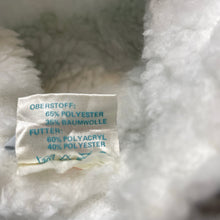 OBERSTOFF:
65% POLYESTER
35% BAUMWOLLE
FUTTER:
60% POLYACRYL
40% POLYESTER